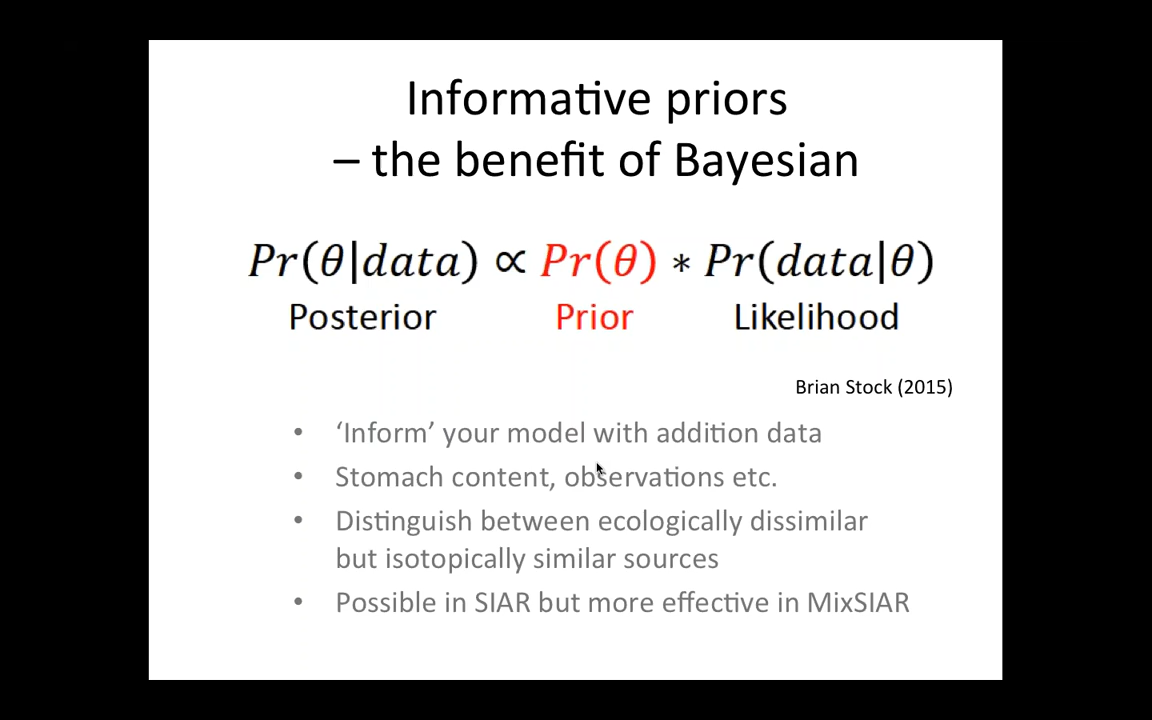 Informative priors
– the benefit of Bayesian
Pr(θ|data) ∝ Pr(θ) ∗ Pr(data|θ)
Posterior Prior Likelihood
Brian Stock (2015)
• ‘Inform’ your model with addition data
• Stomach content, observations etc.
• Distinguish between ecologically dissimilar
but isotopically similar sources
• Possible in SIAR but more effective in MixSIAR